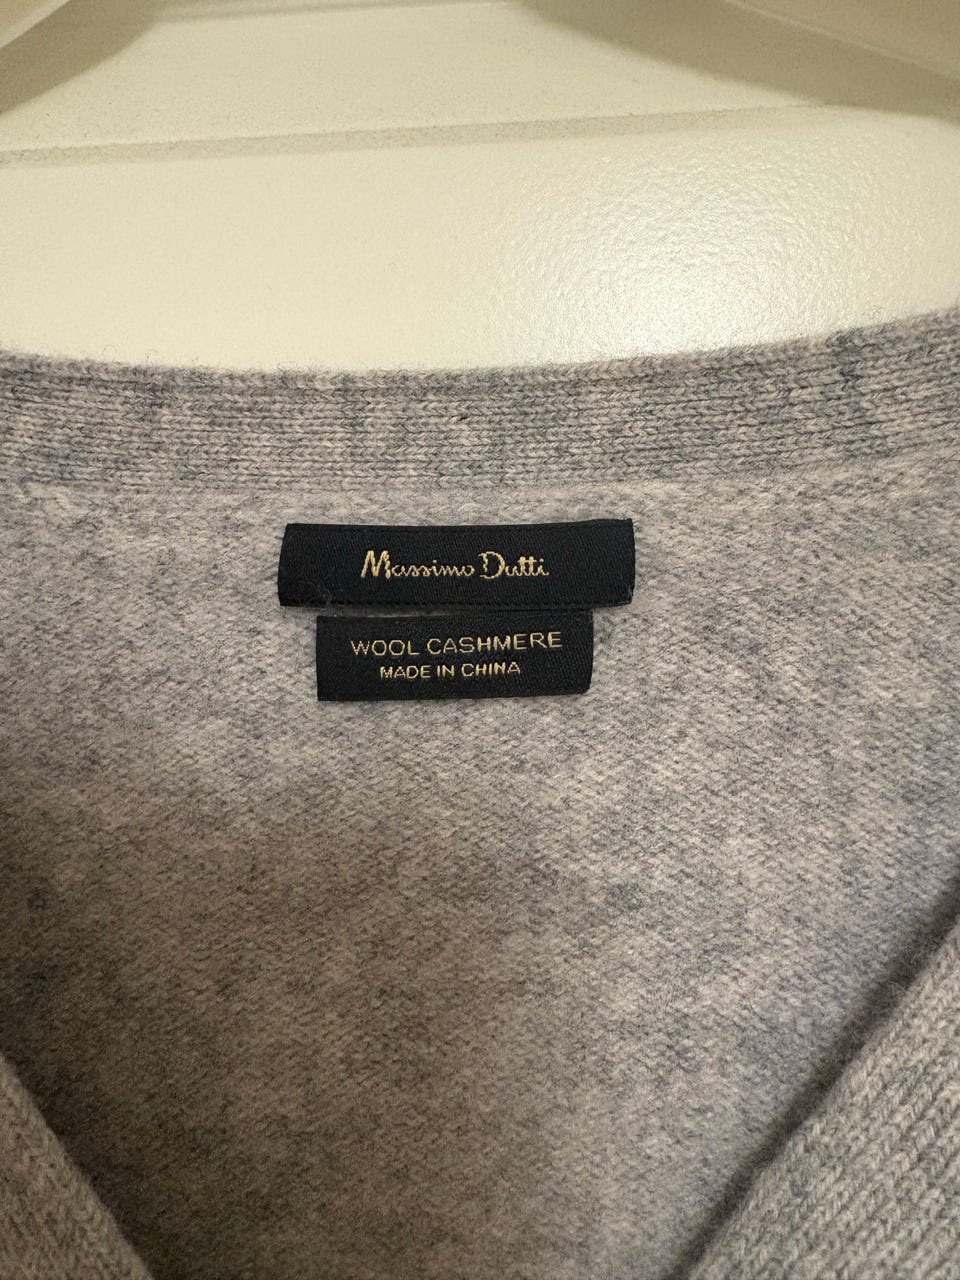 Massimo Dutti
WOOL CASHMERE
MADE IN CHINA